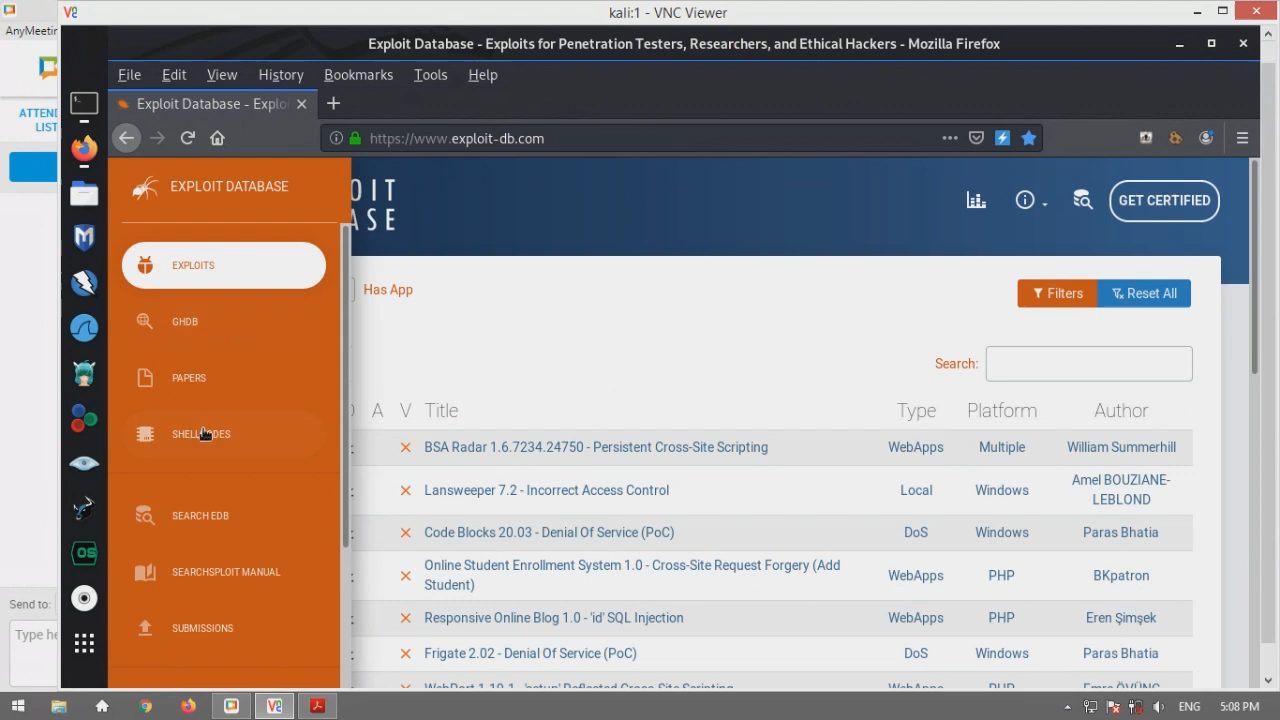 kali:1 - VNC Viewer
AnyMeetin
Exploit Database - Exploits for Penetration Testers, Researchers, and Ethical Hackers - Mozilla Firefox
File Edit View History Bookmarks Tools Help
Exploit Database - Explo
https://www.exploit-db.com
ATTEND
LIST
EXPLOIT DATABASE
GET CERTIFIED
EXPLOITS
GHDB
PAPERS
SEARCH EDB
SEARCHSPLOIT MANUAL
SUBMISSIONS
Has App
Filters Reset All
Search:
A V Title Type Platform Author
BSA Radar 1.6.7234.24750 - Persistent Cross-Site Scripting WebApps Multiple William Summerhill
Lansweeper 7.2 - Incorrect Access Control Local Windows Amel BOUZIANE-
LEBLOND
Code Blocks 20.03 - Denial Of Service (PoC) DoS Windows Paras Bhatia
Online Student Enrollment System 1.0 - Cross-Site Request Forgery (Add
Student) WebApps PHP BKpatron
Responsive Online Blog 1.0 - 'id' SQL Injection WebApps PHP Eren Şimşek
Frigate 2.02 - Denial Of Service (PoC) DoS Windows Paras Bhatia
Send to:
Type he
OS
ENG 5:08 PM